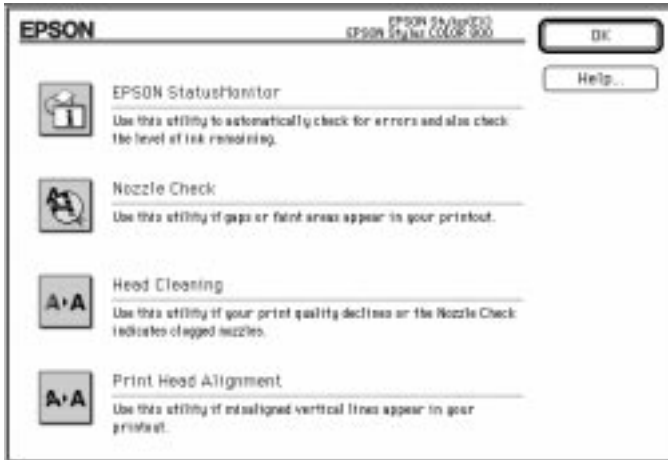 EPSON
EPSON Stylus COLOR 900
OK
Help...
EPSON StatusMonitor
Use this utility to automatically check for errors and also check
the level of ink remaining.
Nozzle Check
Use this utility if gaps or faint areas appear in your printout.
Head Cleaning
Use this utility if your print quality declines or the Nozzle Check
indicates clogged nozzles.
Print Head Alignment
Use this utility if misaligned vertical lines appear in your
printout.